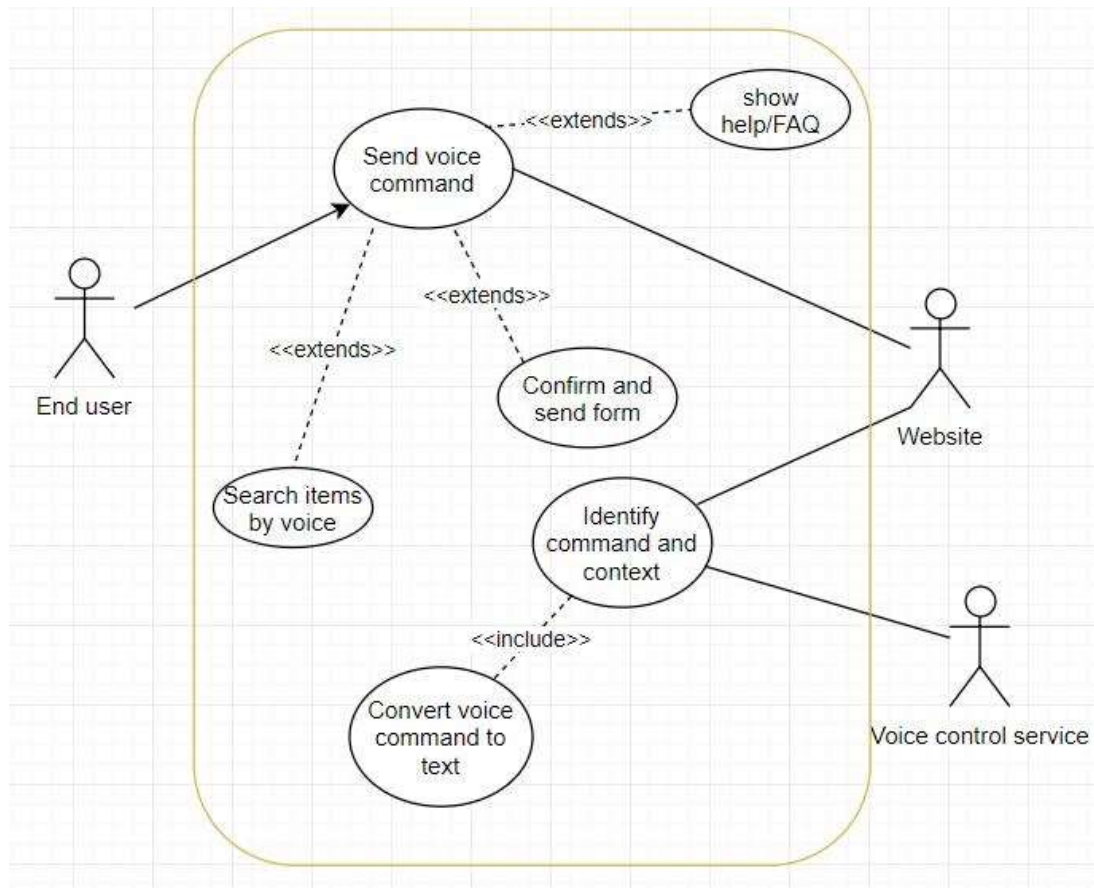 show
help/FAQ
<<extends>>
Send voice
command
<<extends>>
<<extends>>
Confirm and
send form
End user
Website
Search items
by voice
Identify
command and
context
<<include>>
Convert voice
command to
text
Voice control service